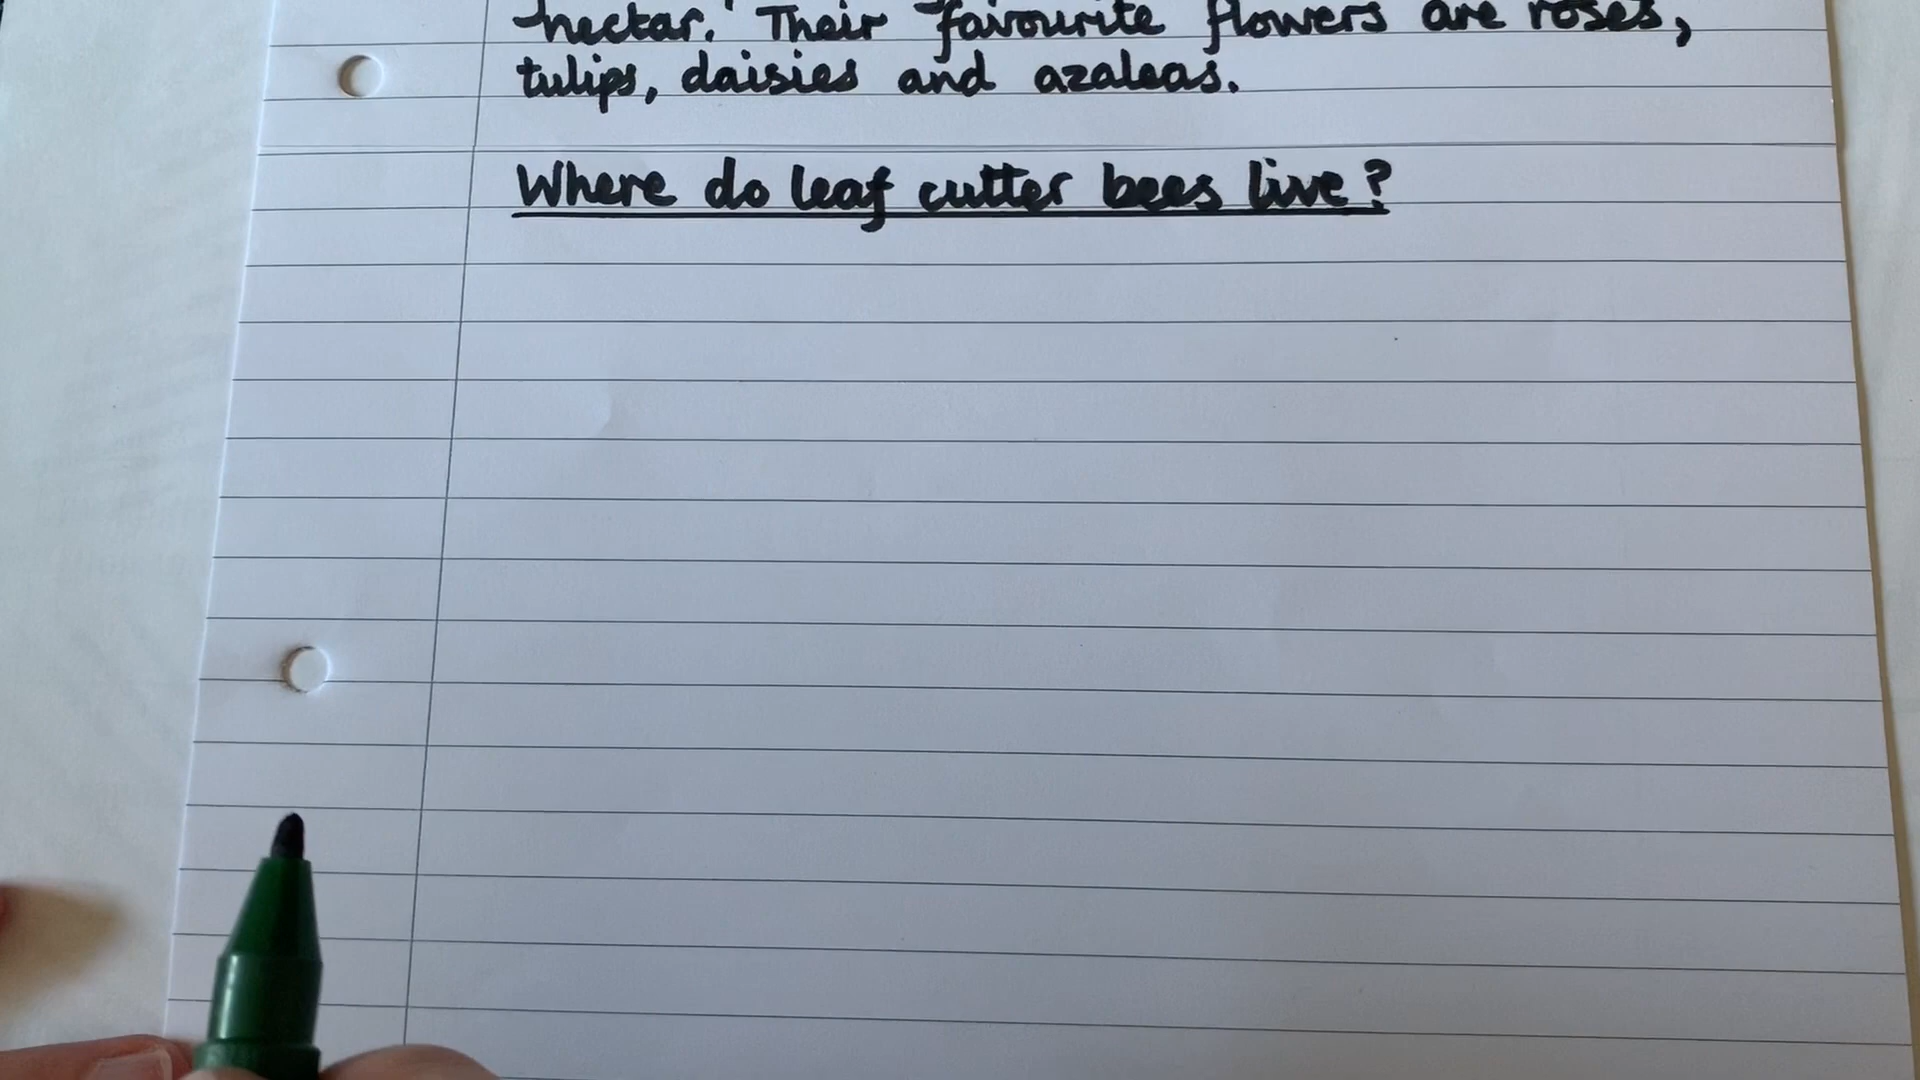 nectar. Their favourite flowers are roses,
tulips, daisies and azaleas.
Where do leaf cutter bees live?